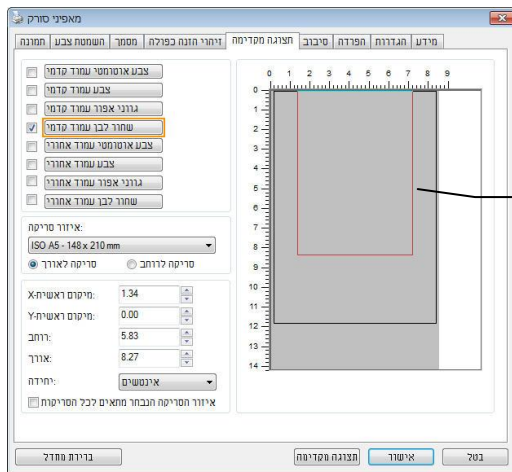 מאפייני סורק
תמונה השמטת צבע מסמך זיהוי הזנה כפולה תצוגה מקדימה סיבוב הפרדה הגדרות מידע
צבע אוטומטי עמוד קדמי
צבע עמוד קדמי
גרווני אפור עמוד קדמי
שחור לבן עמוד קדמי
צבע אוטומטי עמוד אחורי
צבע עמוד אחורי
גרווני אפור עמוד אחורי
שחור לבן עמוד אחורי
איזור סריקה:
ISO A5 - 148 x 210 mm
סריקה לאורך סריקה לרוחב
מיקום ראשית-X: 1.34
מיקום ראשית-Y: 0.00
רוחב: 5.83
אורך: 8.27
יחידה: אינטשים
איזור הסריקה הנבחר מתאים לכל הסריקות
0 1 2 3 4 5 6 7 8 9
0
1
2
3
4
5
6
7
8
9
10
11
12
13
14
ברירת מחדל תצוגה מקדימה אישור בטל